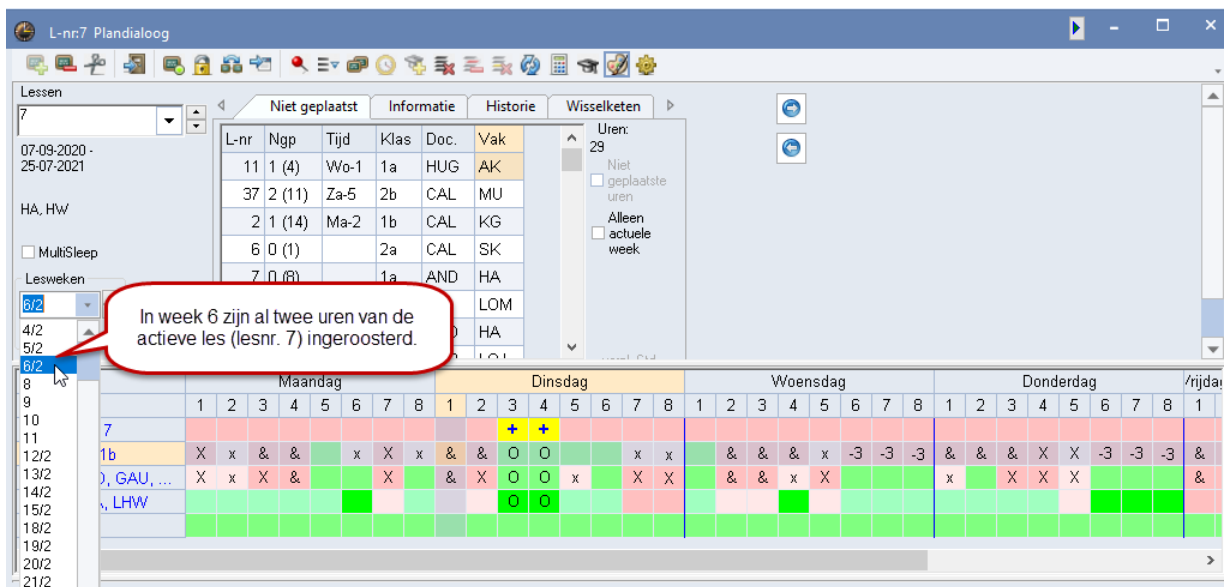 L-nr:7 Plandialoog
Lessen
7
07-09-2020 -
25-07-2021
HA, HW
MultiSleep
Lesweken
6/2
4/2
5/2
6/2
8
9
10
11
12/2
13/2
14/2
15/2
18/2
19/2
20/2
21/2
Niet geplaatst Informatie Historie Wisselketen
L-nr Ngp Tijd Klas Doc. Vak
11 1 (4) Wo-1 1a HUG AK
37 2 (11) Za-5 2b CAL MU
2 1 (14) Ma-2 1b CAL KG
6 0 (1) 2a CAL SK
7 0 (8) 1a AND HA
LOM
HA
Uren:
29
Niet
geplaatste
uren
Alleen
actuele
week
In week 6 zijn al twee uren van de
actieve les (lesnr. 7) ingeroosterd.
Maandag Dinsdag Woensdag Donderdag Vrijdag
1 2 3 4 5 6 7 8 1 2 3 4 5 6 7 8 1 2 3 4 5 6 7 8 1 2 3 4 5 6 7 8 1
7 + +
1b X x & & x X x & & O O x x & & & x -3 -3 -3 & & & X X -3 -3 -3 &
, GAU, ... X x X & X & X O O x X X & & x X x X X X &
, LHW O O